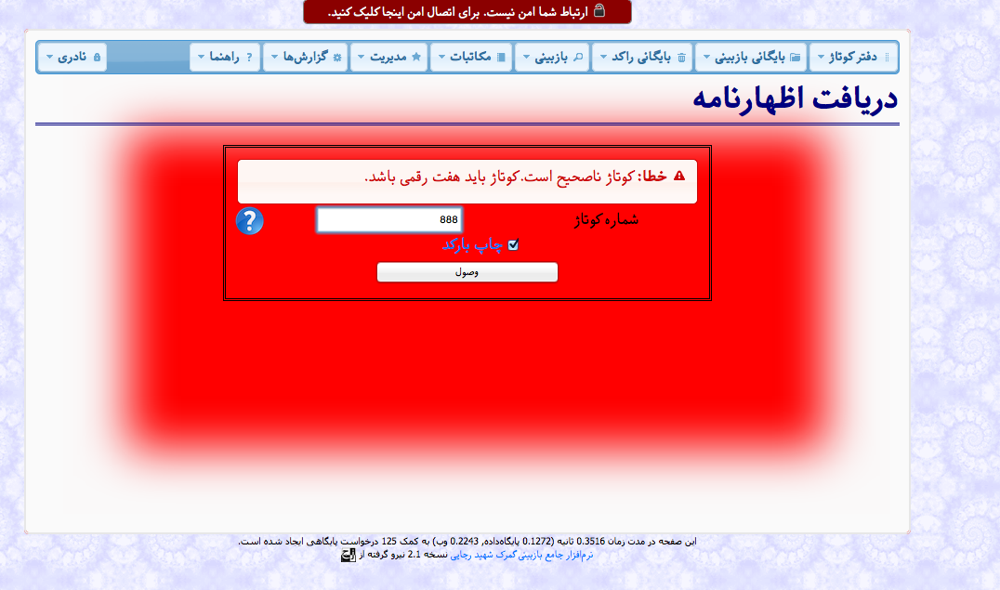 ارتباط شما امن نیست. برای اتصال امن اینجا کلیک کنید.
دفتر کوتاژ
بایگانی بازبینی
بایگانی راکد
بازبینی
مکاتبات
مدیریت
گزارش‌ها
راهنما
نادری
دریافت اظهارنامه
خطا: کوتاژ ناصحیح است.کوتاژ باید هفت رقمی باشد.
شماره کوتاژ
888
چاپ بارکد
وصول
این صفحه در مدت زمان 0.3516 ثانیه (0.1272 پایگاه‌داده, 0.2243 وب) به کمک 125 درخواست پایگاهی ایجاد شده است.
نرم‌افزار جامع بازبینی گمرک شهید رجایی نسخه 2.1 نیرو گرفته از